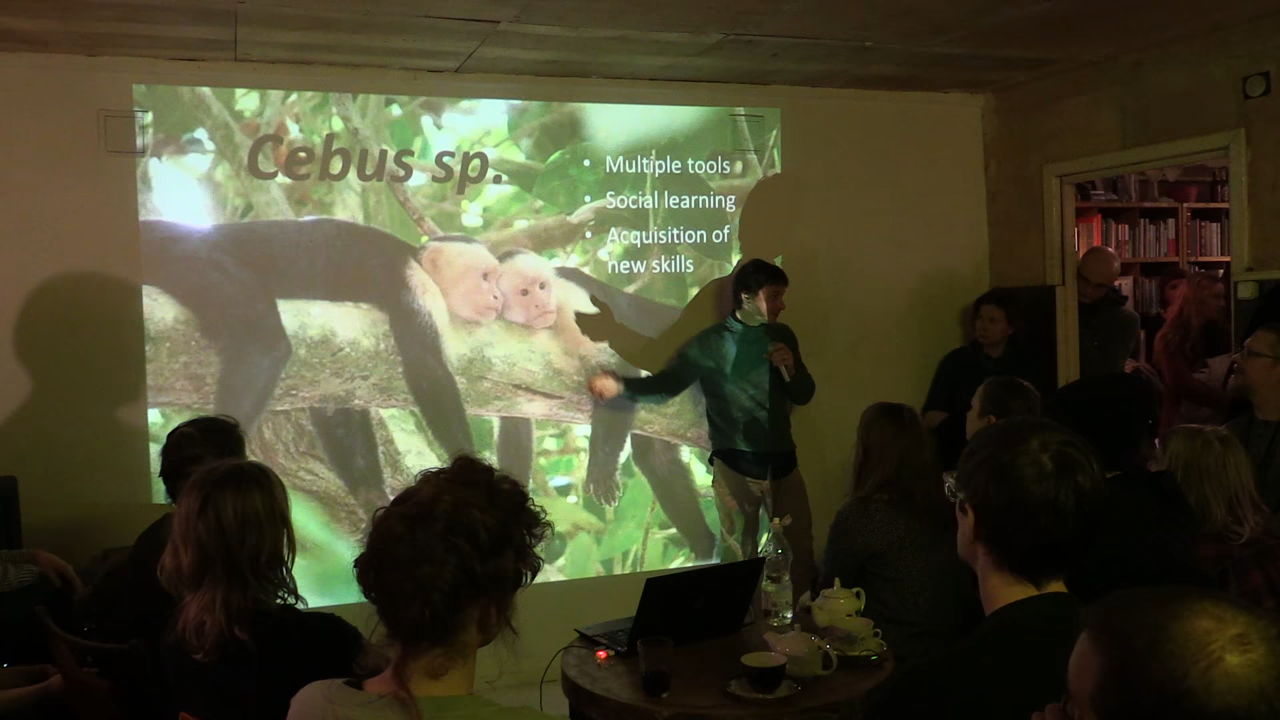 Cebus sp.
• Multiple tools
• Social learning
• Acquisition of
new skills